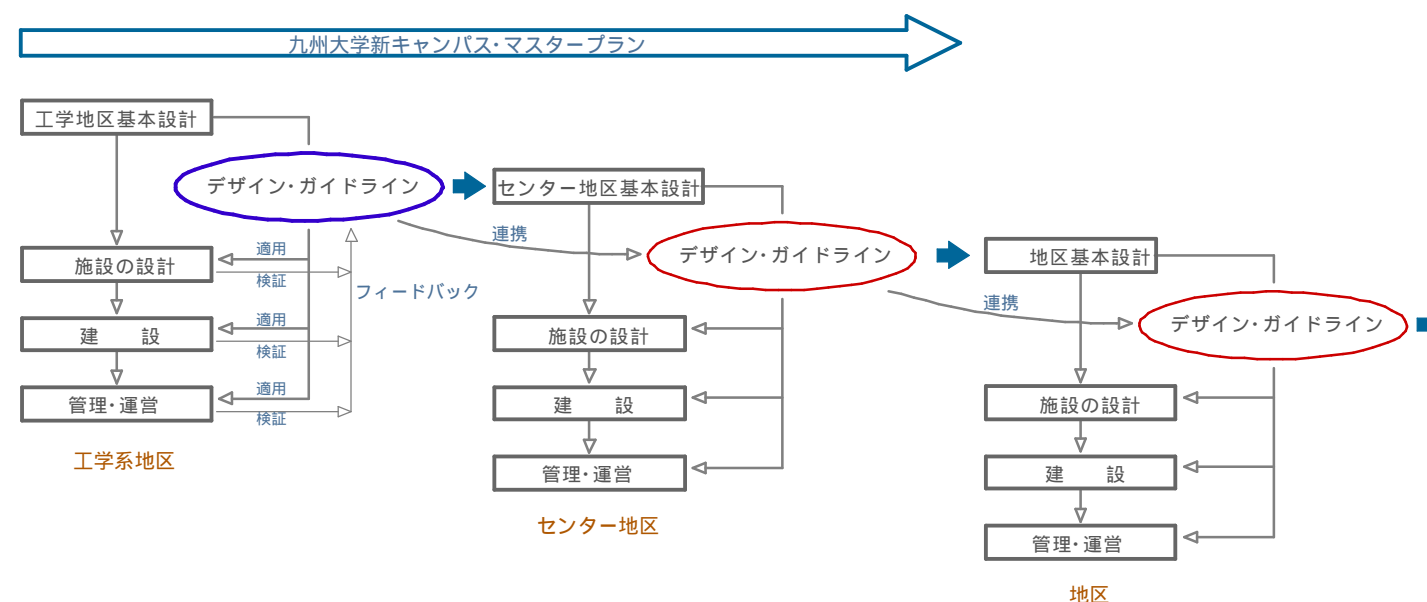 九州大学新キャンパス・マスタープラン
工学地区基本設計
デザイン・ガイドライン
施設の設計
建　　設
管理・運営
適用
検証
適用
検証
適用
検証
フィードバック
工学系地区
連携
センター地区基本設計
デザイン・ガイドライン
施設の設計
建　　設
管理・運営
センター地区
連携
地区基本設計
デザイン・ガイドライン
施設の設計
建　　設
管理・運営
地区